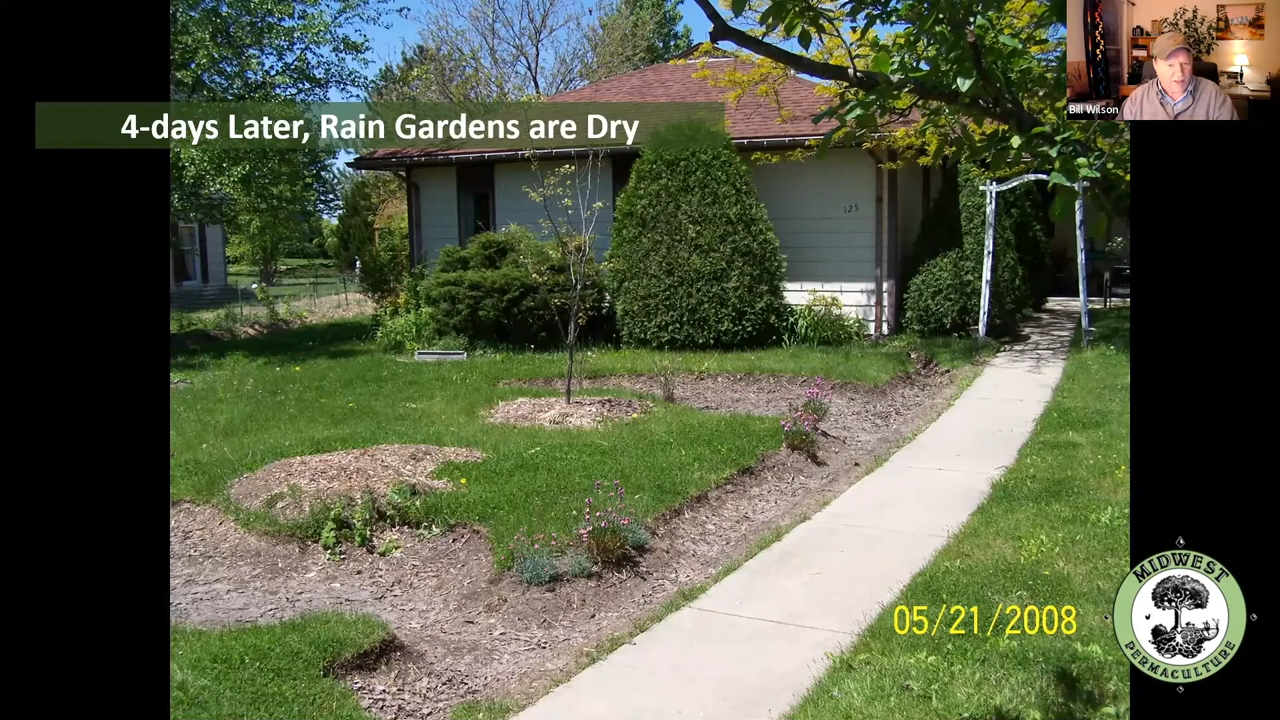 Bill Wilson
4-days Later, Rain Gardens are Dry
125
05/21/2008
MIDWEST
PERMACULTURE